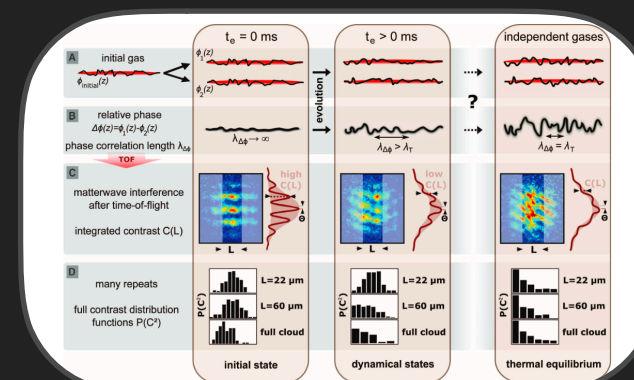 t_e = 0 ms
t_e > 0 ms
independent gases
A
initial gas
ϕ_initial(z)
ϕ_1(z)
ϕ_2(z)
evolution
?
B
relative phase
Δϕ(z)=ϕ_1(z)-ϕ_2(z)
phase correlation length λ_Δϕ
λ_Δϕ → ∞
λ_Δϕ > λ_T
λ_Δϕ = λ_T
TOF
C
matterwave interference
after time-of-flight
integrated contrast C(L)
high
C(L)
Θ
L
low
C(L)
Θ
L
C(L)
Θ
L
D
many repeats
full contrast distribution
functions P(C²)
P(C²)
L=22 µm
L=60 µm
full cloud
P(C²)
L=22 µm
L=60 µm
full cloud
P(C²)
L=22 µm
L=60 µm
full cloud
initial state
dynamical states
thermal equilibrium